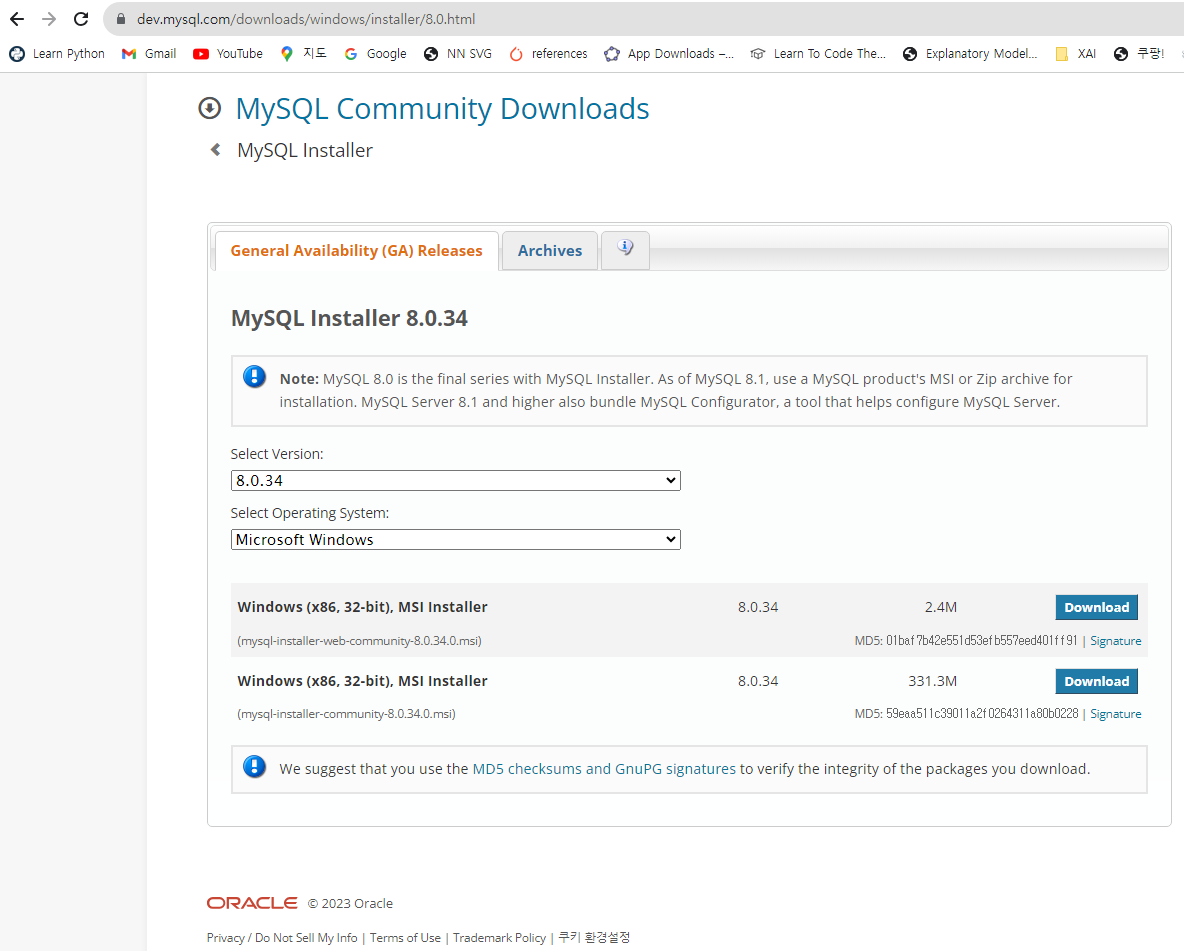 dev.mysql.com/downloads/windows/installer/8.0.html
Learn Python Gmail YouTube 지도 Google NN SVG references App Downloads –... Learn To Code The... Explanatory Model... XAI 쿠팡!
MySQL Community Downloads
MySQL Installer
General Availability (GA) Releases Archives
MySQL Installer 8.0.34
Note: MySQL 8.0 is the final series with MySQL Installer. As of MySQL 8.1, use a MySQL product's MSI or Zip archive for
installation. MySQL Server 8.1 and higher also bundle MySQL Configurator, a tool that helps configure MySQL Server.
Select Version:
8.0.34
Select Operating System:
Microsoft Windows
Windows (x86, 32-bit), MSI Installer 8.0.34 2.4M Download
(mysql-installer-web-community-8.0.34.0.msi) MD5: 01baf7b42e551d53efb557eed401ff91 | Signature
Windows (x86, 32-bit), MSI Installer 8.0.34 331.3M Download
(mysql-installer-community-8.0.34.0.msi) MD5: 59eaa511c39011a2f0264311a80b0228 | Signature
We suggest that you use the MD5 checksums and GnuPG signatures to verify the integrity of the packages you download.
ORACLE © 2023 Oracle
Privacy / Do Not Sell My Info | Terms of Use | Trademark Policy | 쿠키 환경설정